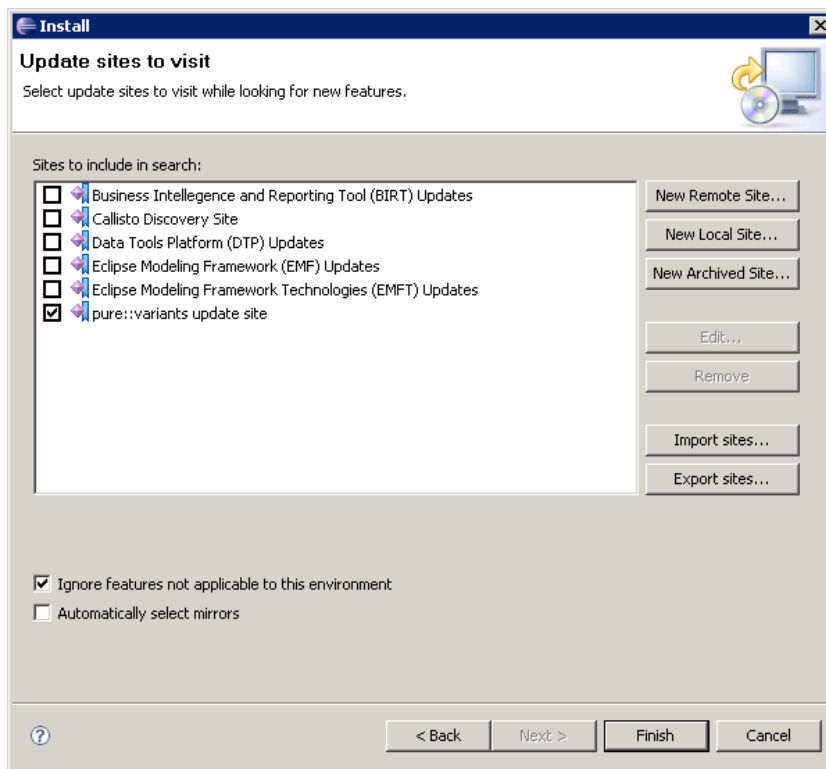 Install
Update sites to visit
Select update sites to visit while looking for new features.
Sites to include in search:
Business Intellegence and Reporting Tool (BIRT) Updates
Callisto Discovery Site
Data Tools Platform (DTP) Updates
Eclipse Modeling Framework (EMF) Updates
Eclipse Modeling Framework Technologies (EMFT) Updates
pure::variants update site
New Remote Site...
New Local Site...
New Archived Site...
Edit...
Remove
Import sites...
Export sites...
Ignore features not applicable to this environment
Automatically select mirrors
?
< Back
Next >
Finish
Cancel